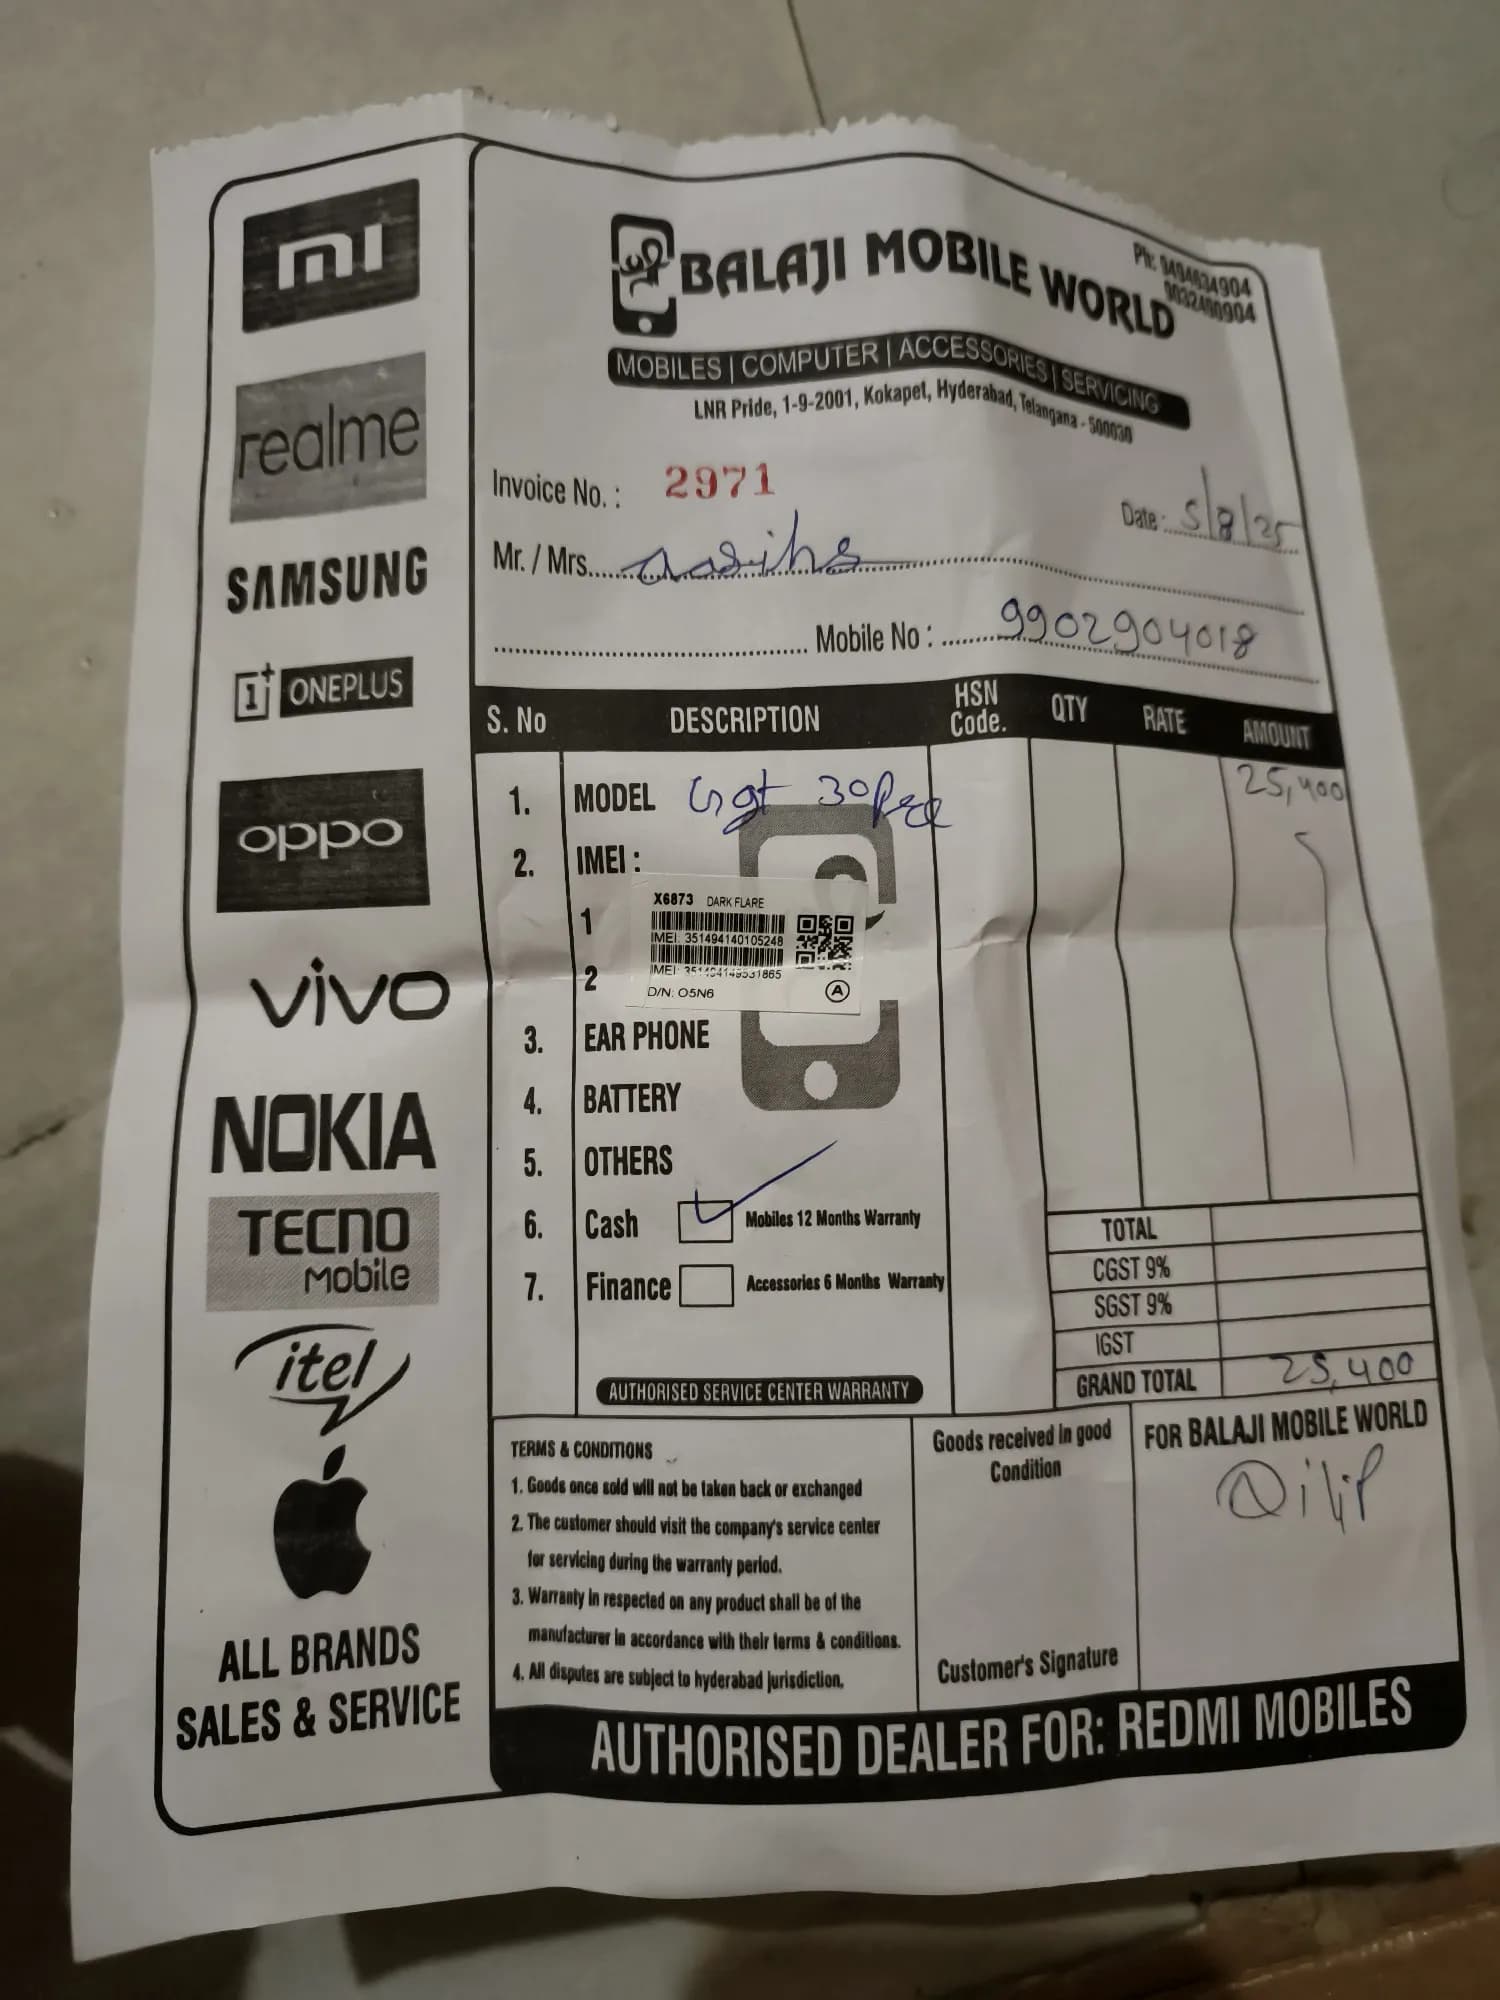 mi
realme
SAMSUNG
1+ ONEPLUS
oppo
vivo
NOKIA
TECNO
mobile
itel
ALL BRANDS
SALES & SERVICE
BALAJI MOBILE WORLD
Ph: 9494634904
9032400904
MOBILES | COMPUTER | ACCESSORIES | SERVICING
LNR Pride, 1-9-2001, Kokapet, Hyderabad, Telangana - 500030
Invoice No. : 2971
Date: 5/8/25
Mr. / Mrs.
Mobile No : 9902904018
S. No DESCRIPTION HSN Code. QTY RATE AMOUNT
1. MODEL 30 25,400
2. IMEI :
1
2
X6873 DARK FLARE
IMEI: 351494140105248
IMEI: 351494149531865
D/N: O5N6
A
3. EAR PHONE
4. BATTERY
5. OTHERS
6. Cash Mobiles 12 Months Warranty
7. Finance Accessories 6 Months Warranty
AUTHORISED SERVICE CENTER WARRANTY
TOTAL
CGST 9%
SGST 9%
IGST
GRAND TOTAL 25,400
TERMS & CONDITIONS
1. Goods once sold will not be taken back or exchanged
2. The customer should visit the company's service center
for servicing during the warranty period.
3. Warranty in respected on any product shall be of the
manufacturer in accordance with their terms & conditions.
4. All disputes are subject to hyderabad jurisdiction.
Goods received in good
Condition
Customer's Signature
FOR BALAJI MOBILE WORLD
AUTHORISED DEALER FOR: REDMI MOBILES